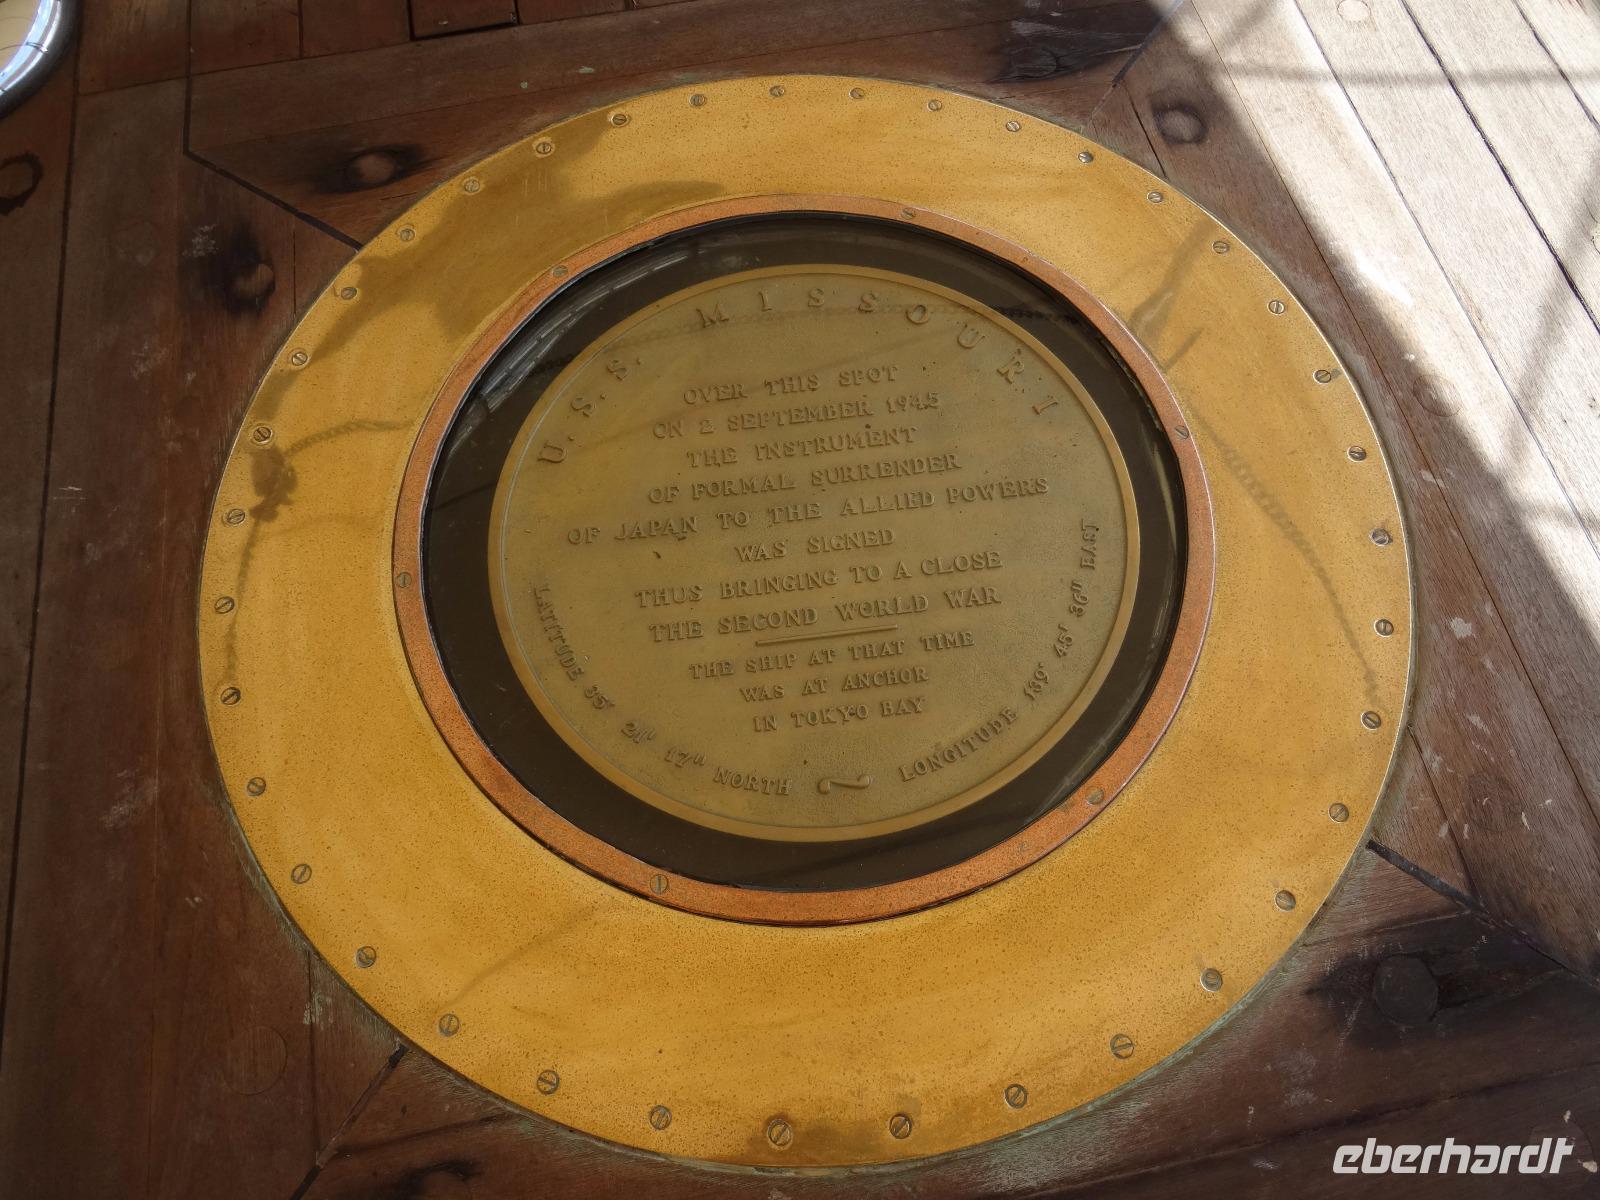 U.S.S. MISSOURI
OVER THIS SPOT
ON 2 SEPTEMBER 1945
THE INSTRUMENT
OF FORMAL SURRENDER
OF JAPAN TO THE ALLIED POWERS
WAS SIGNED
THUS BRINGING TO A CLOSE
THE SECOND WORLD WAR
THE SHIP AT THAT TIME
WAS AT ANCHOR
IN TOKYO BAY
LATITUDE 35° 21' 17" NORTH ~ LONGITUDE 139° 45' 36" EAST
eberhardt